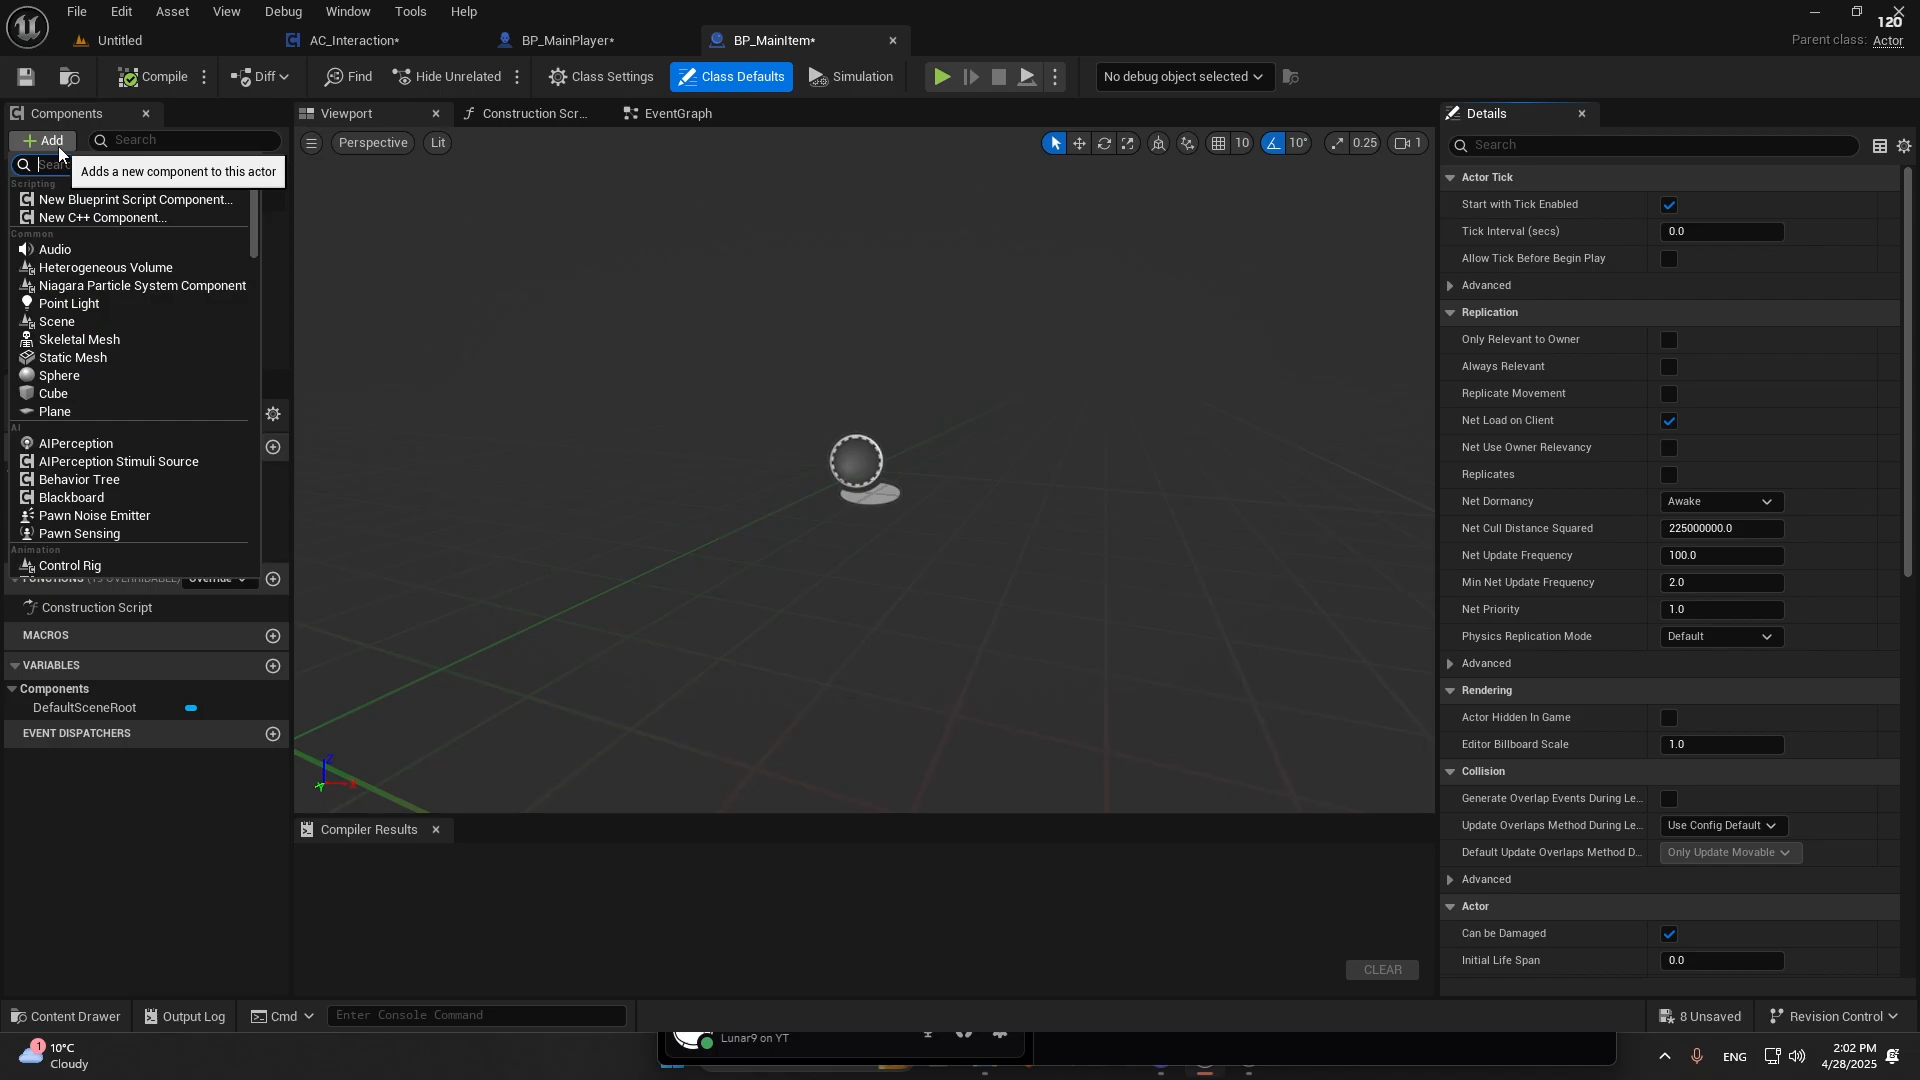 File Edit Asset View Debug Window Tools Help
120
Untitled AC_Interaction* BP_MainPlayer* BP_MainItem* Parent class: Actor
Compile Diff Find Hide Unrelated Class Settings Class Defaults Simulation No debug object selected
Components Viewport Construction Scr... EventGraph Details
Add Search Perspective Lit 10 10° 0.25 1 Search
Adds a new component to this actor
Scripting
New Blueprint Script Component...
New C++ Component...
Common
Audio
Heterogeneous Volume
Niagara Particle System Component
Point Light
Scene
Skeletal Mesh
Static Mesh
Sphere
Cube
Plane
AI
AIPerception
AIPerception Stimuli Source
Behavior Tree
Blackboard
Pawn Noise Emitter
Pawn Sensing
Animation
Control Rig
Construction Script
MACROS
VARIABLES
Components
DefaultSceneRoot
EVENT DISPATCHERS
Z
X
Y
Compiler Results
CLEAR
Actor Tick
Start with Tick Enabled
Tick Interval (secs) 0.0
Allow Tick Before Begin Play
Advanced
Replication
Only Relevant to Owner
Always Relevant
Replicate Movement
Net Load on Client
Net Use Owner Relevancy
Replicates
Net Dormancy Awake
Net Cull Distance Squared 225000000.0
Net Update Frequency 100.0
Min Net Update Frequency 2.0
Net Priority 1.0
Physics Replication Mode Default
Advanced
Rendering
Actor Hidden In Game
Editor Billboard Scale 1.0
Collision
Generate Overlap Events During Le...
Update Overlaps Method During Le... Use Config Default
Default Update Overlaps Method D... Only Update Movable
Advanced
Actor
Can be Damaged
Initial Life Span 0.0
Content Drawer Output Log Cmd Enter Console Command 8 Unsaved Revision Control
Lunar9 on YT
1
10°C
Cloudy
ENG
2:02 PM
4/28/2025